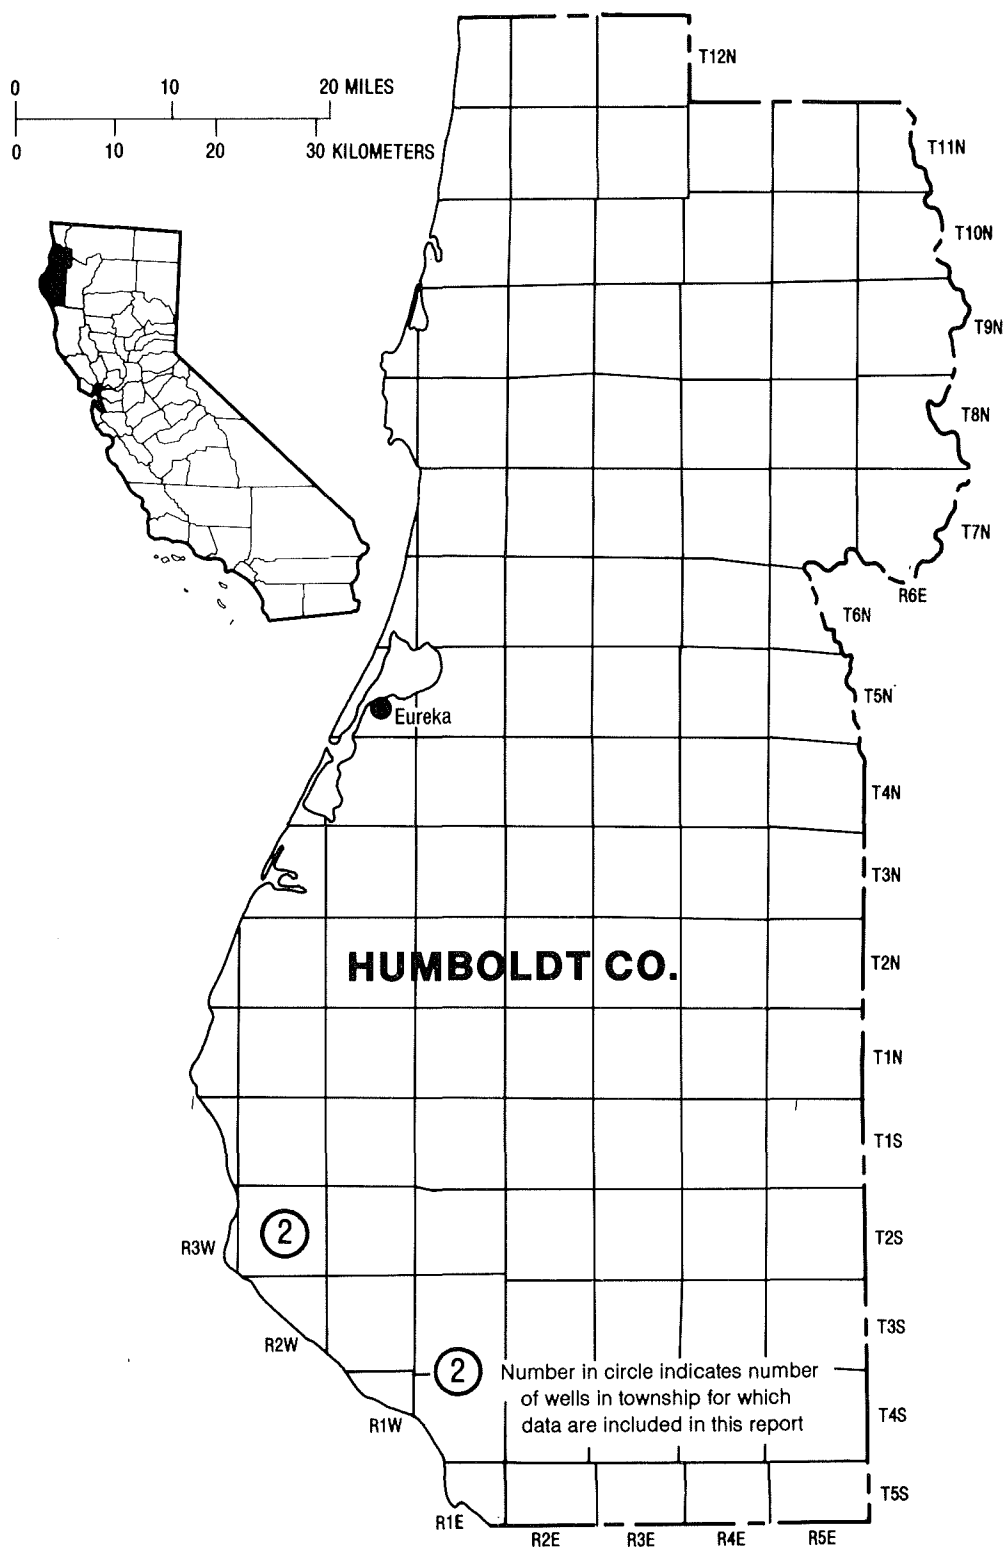 T12N
0 10 20 MILES
0 10 20 30 KILOMETERS
T11N
T10N
T9N
T8N
T7N
R6E
T6N
T5N
Eureka
T4N
T3N
HUMBOLDT CO.
T2N
T1N
T1S
2
R3W
T2S
T3S
R2W
2
Number in circle indicates number
of wells in township for which
data are included in this report
R1W
T4S
T5S
R1E
R2E R3E R4E R5E